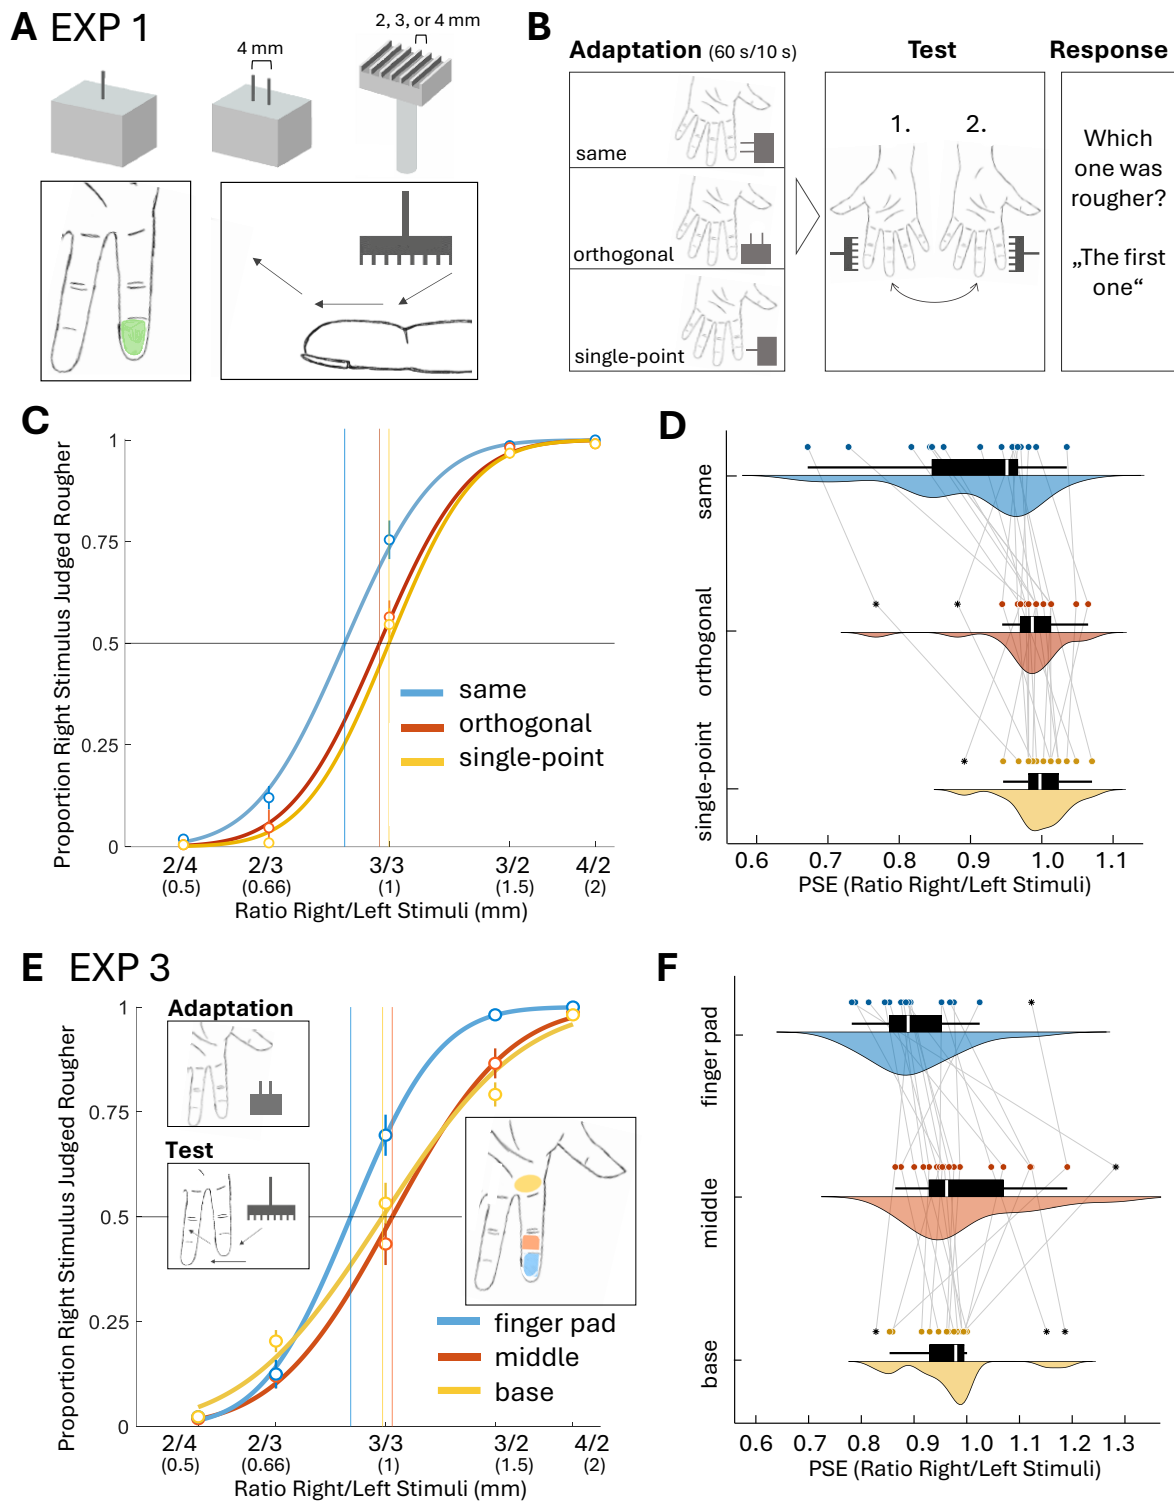 A EXP 1
4 mm
2, 3, or 4 mm
B
Adaptation (60 s/10 s)
same
orthogonal
single-point
Test
1. 2.
Response
Which
one was
rougher?
„The first
one“
C
Proportion Right Stimulus Judged Rougher
1
0.75
0.5
0.25
0
same
orthogonal
single-point
2/4 2/3 3/3 3/2 4/2
(0.5) (0.66) (1) (1.5) (2)
Ratio Right/Left Stimuli (mm)
D
same
orthogonal
single-point
0.6 0.7 0.8 0.9 1.0 1.1
PSE (Ratio Right/Left Stimuli)
E EXP 3
Proportion Right Stimulus Judged Rougher
1
0.75
0.5
0.25
0
Adaptation
Test
finger pad
middle
base
2/4 2/3 3/3 3/2 4/2
(0.5) (0.66) (1) (1.5) (2)
Ratio Right/Left Stimuli (mm)
F
finger pad
middle
base
0.6 0.7 0.8 0.9 1.0 1.1 1.2 1.3
PSE (Ratio Right/Left Stimuli)